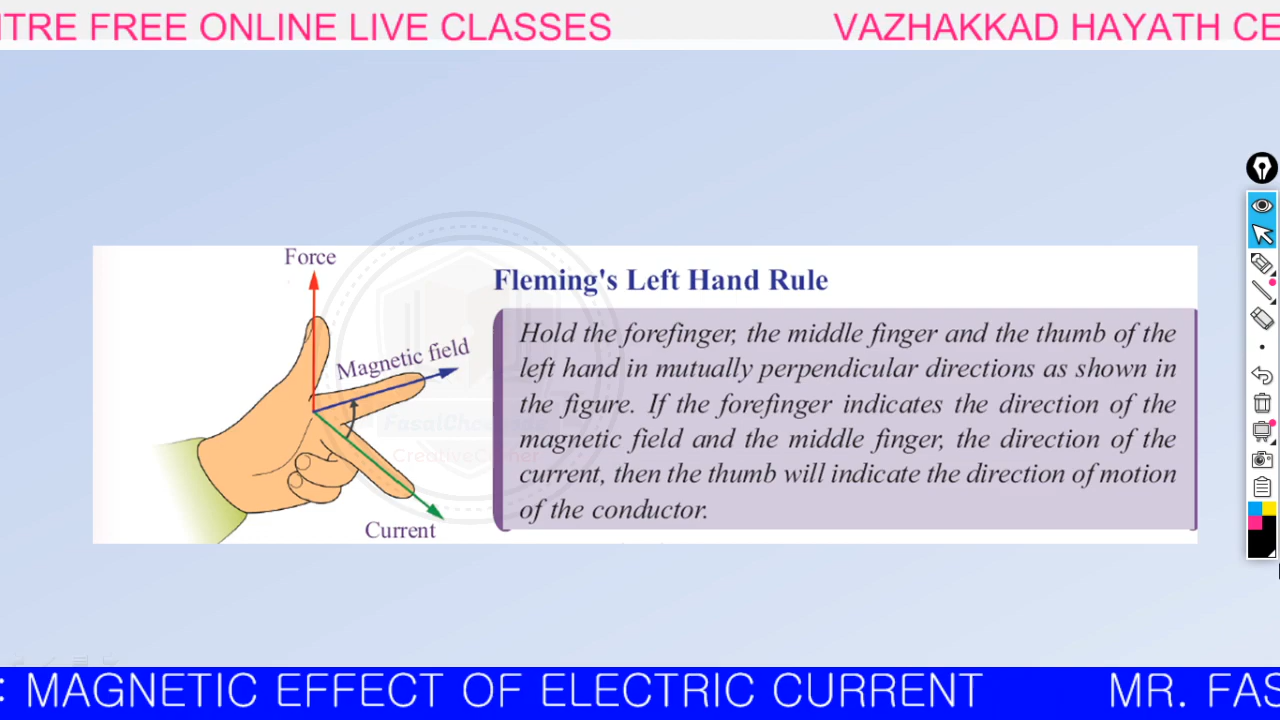 NTRE FREE ONLINE LIVE CLASSES VAZHAKKAD HAYATH CE
Force
Magnetic field
Current
Fleming's Left Hand Rule
Hold the forefinger, the middle finger and the thumb of the
left hand in mutually perpendicular directions as shown in
the figure. If the forefinger indicates the direction of the
magnetic field and the middle finger, the direction of the
current, then the thumb will indicate the direction of motion
of the conductor.
CreativeCorner
: MAGNETIC EFFECT OF ELECTRIC CURRENT MR. FAS